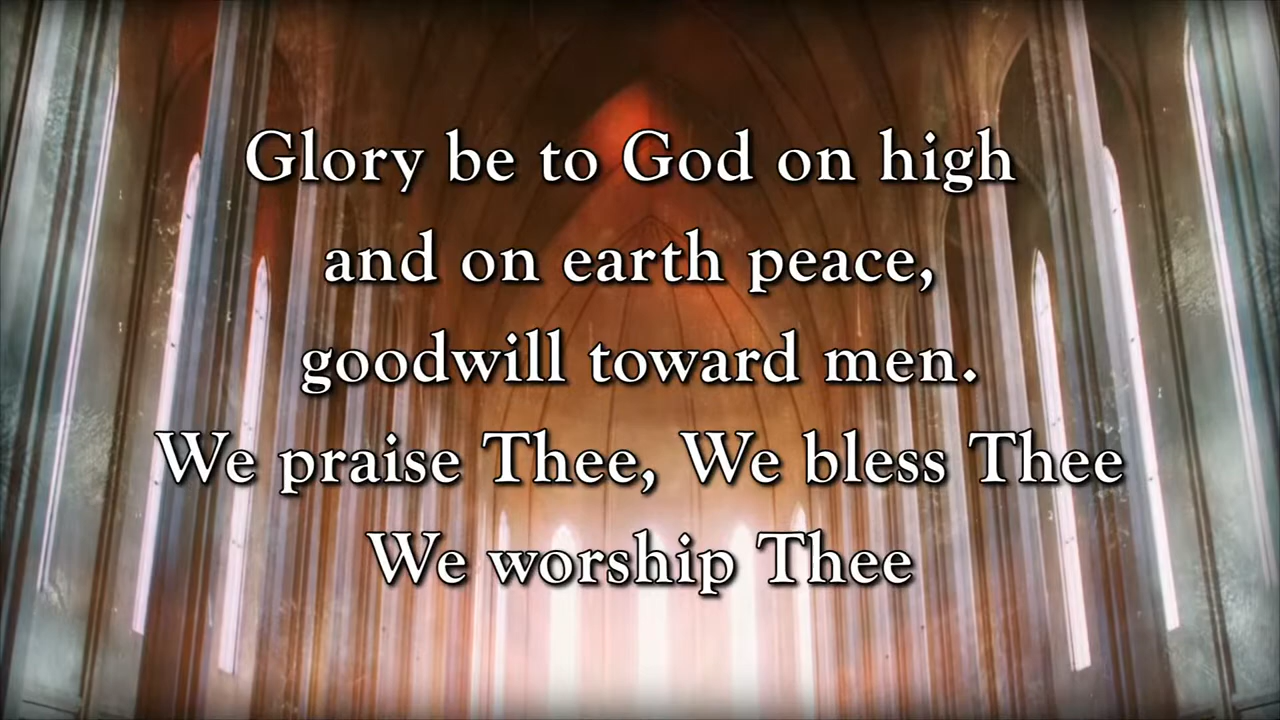 Glory be to God on high
and on earth peace,
goodwill toward men.
We praise Thee, We bless Thee
We worship Thee